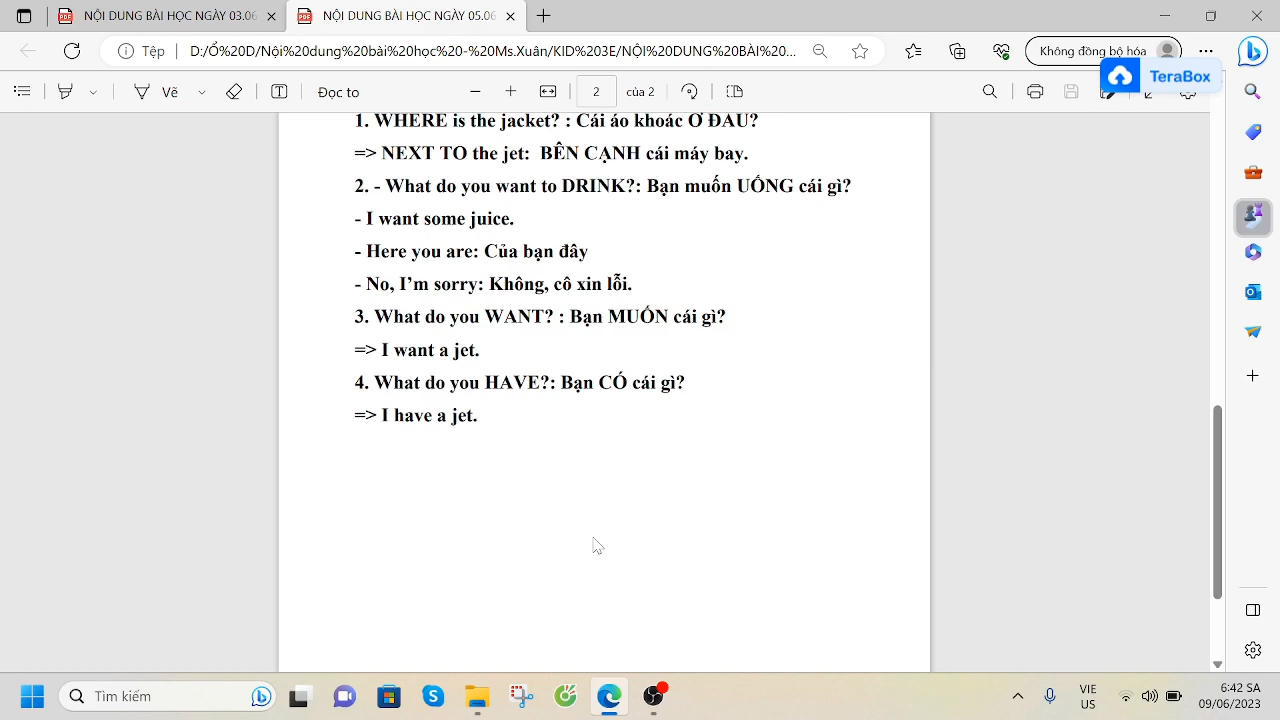 NỘI DUNG BÀI HỌC NGÀY 03.06
NỘI DUNG BÀI HỌC NGÀY 05.06
Tệp
D:/Ổ%20D/Nội%20dung%20bài%20học%20-%20Ms.Xuân/KID%203E/NỘI%20DUNG%20BÀI%20...
Không đồng bộ hóa
TeraBox
Vẽ
Đọc to
2
của 2
1. WHERE is the jacket? : Cái áo khoác Ở ĐÂU?
=> NEXT TO the jet: BÊN CẠNH cái máy bay.
2. - What do you want to DRINK?: Bạn muốn UỐNG cái gì?
- I want some juice.
- Here you are: Của bạn đây
- No, I'm sorry: Không, cô xin lỗi.
3. What do you WANT? : Bạn MUỐN cái gì?
=> I want a jet.
4. What do you HAVE?: Bạn CÓ cái gì?
=> I have a jet.
Tìm kiếm
VIE
US
6:42 SA
09/06/2023